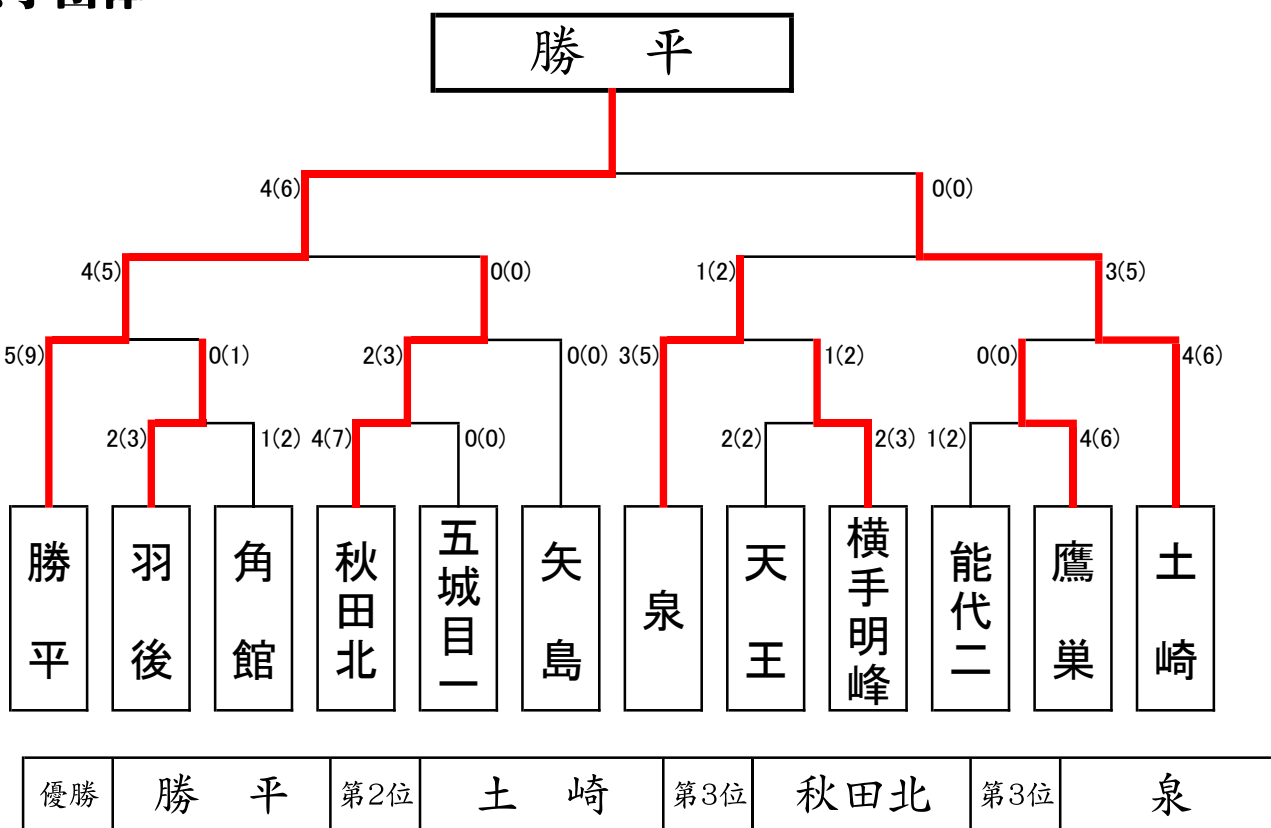 子団体
勝 平
4(6) 0(0)
4(5) 0(0) 1(2) 3(5)
5(9) 0(1) 2(3) 0(0) 3(5) 1(2) 0(0) 4(6)
2(3) 1(2) 4(7) 0(0) 2(2) 2(3) 1(2) 4(6)
勝平
羽後
角館
秋田北
五城目一
矢島
泉
天王
横手明峰
能代二
鷹巣
土崎
優勝 勝 平 第2位 土 崎 第3位 秋田北 第3位 泉